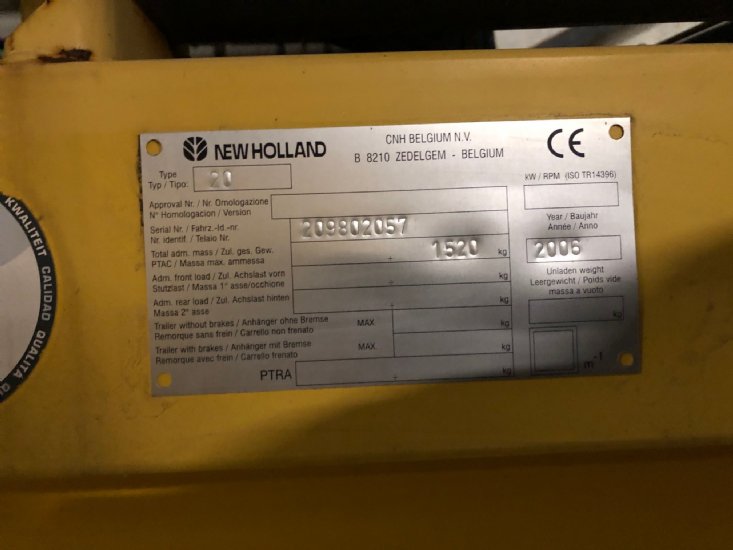 NEW HOLLAND
CNH BELGIUM N.V.
B 8210 ZEDELGEM - BELGIUM
CE
Type
Typ / Tipo:
20
kW / RPM (ISO TR14396)
Approval Nr. / Nr. Omologazione
N° Homologacion / Version
Serial Nr. / Fahrz.-Id.-nr.
Nr. identif. / Telaio Nr.
209802057
Year / Baujahr
Année / Anno
2006
Total adm. mass / Zul. ges. Gew.
PTAC / Massa max. ammessa
÷ 1520 kg
Unladen weight
Leergewicht / Poids vide
massa a vuoto
kg
Adm. front load / Zul. Achslast vorn
Stutzlast / Massa 1° asse/occhione
÷ kg
Adm. rear load / Zul. Achslast hinten
Massa 2° asse
÷ kg
Trailer without brakes / Anhänger ohne Bremse
Remorque sans frein / Carrello non frenato
MAX. kg
Trailer with brakes / Anhänger mit Bremse
Remorque avec frein / Carrello frenato
MAX. kg
m⁻¹
PTRA ÷ kg
KWALITEIT CALIDAD QUALITA